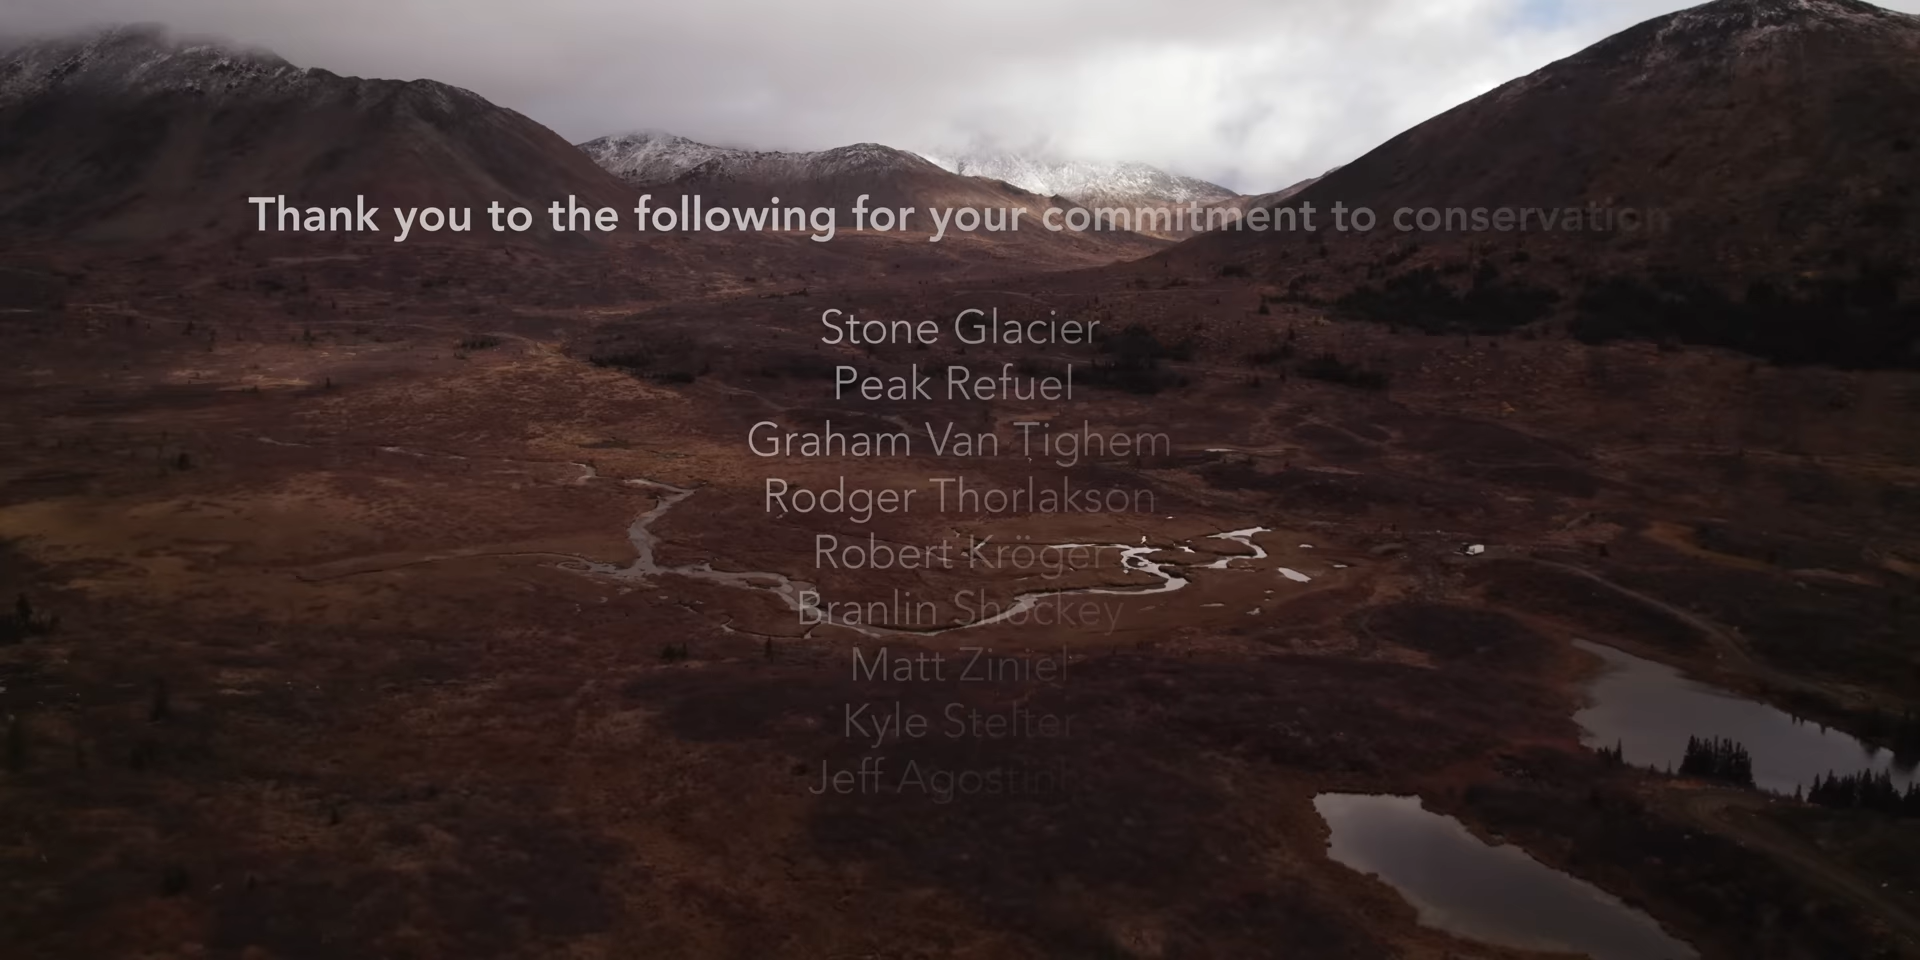 Thank you to the following for your commitment to conservation
Stone Glacier
Peak Refuel
Graham Van Tighem
Rodger Thorlakson
Robert Kröger
Branlin Shockey
Matt Ziniel
Kyle Stelter
Jeff